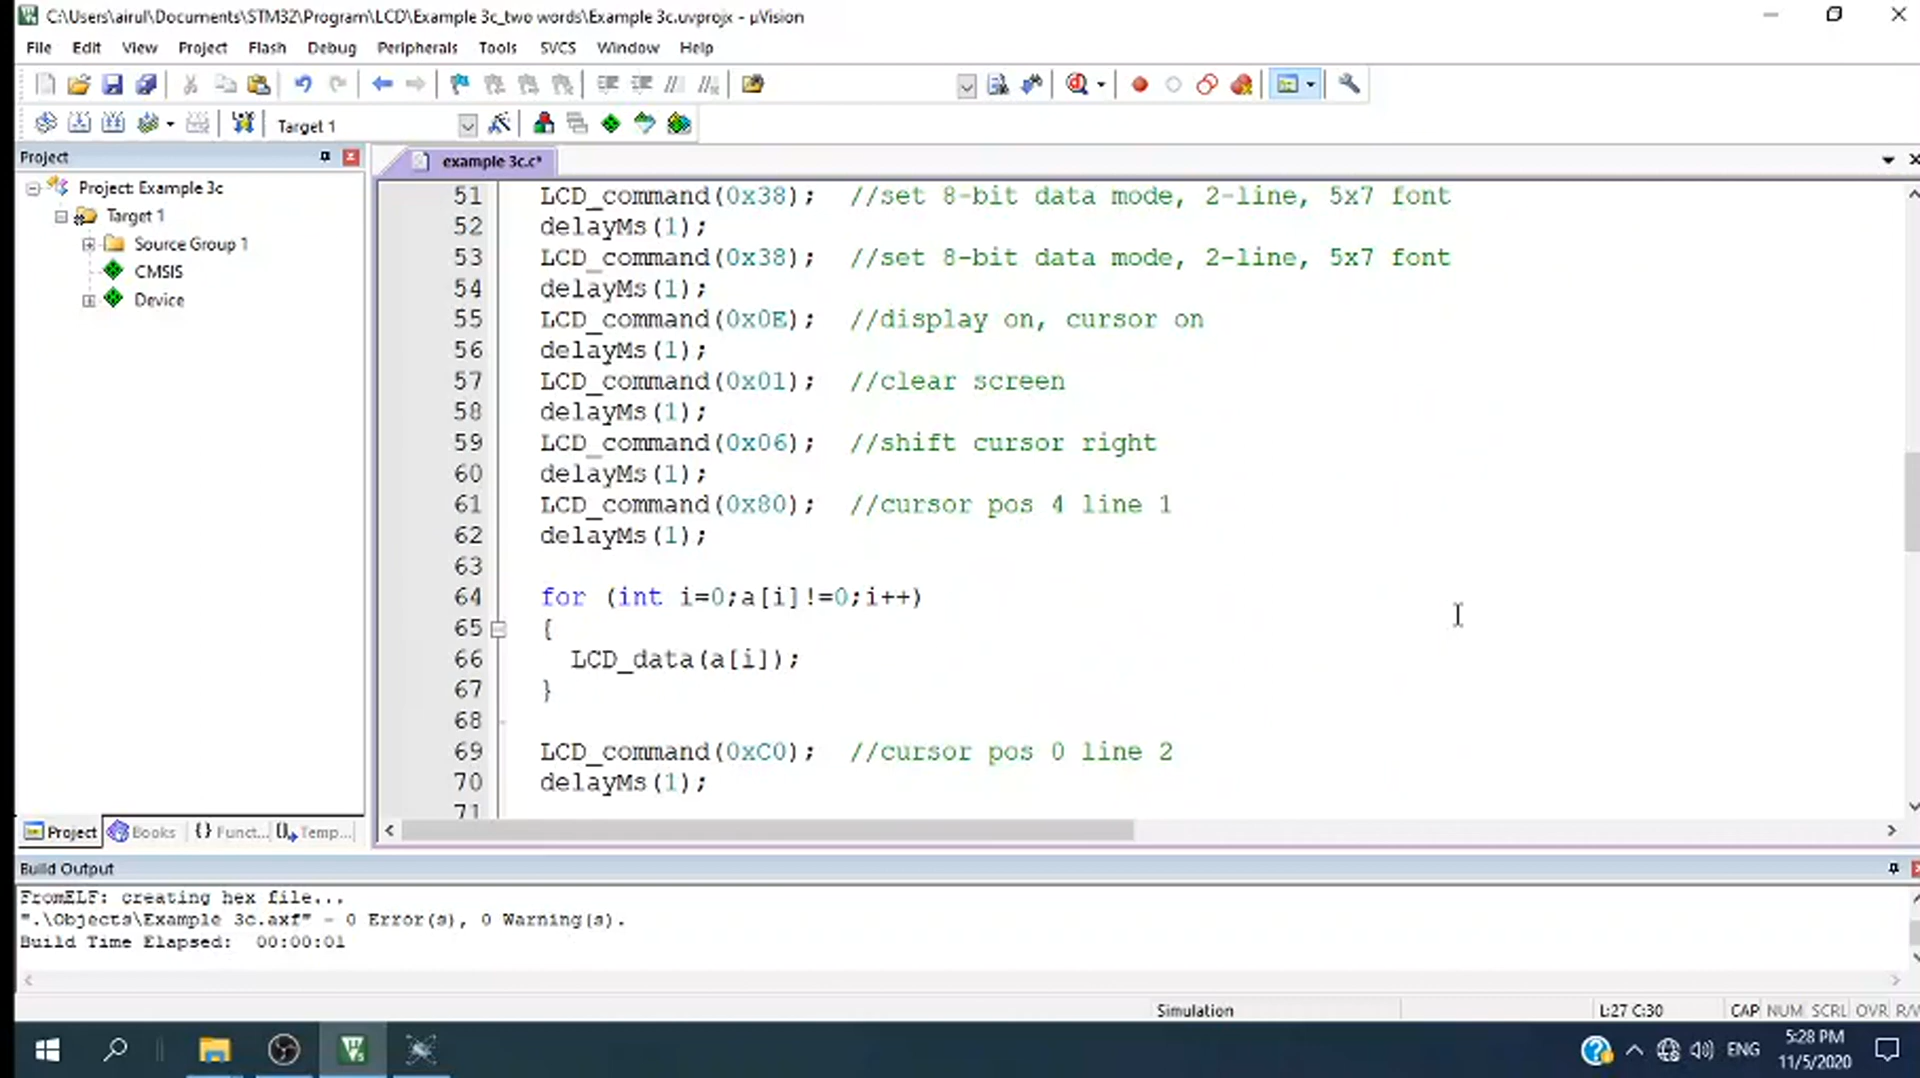 C:\Users\airul\Documents\STM32\Program\LCD\Example 3c_two words\Example 3c.uvprojx - µVision
File Edit View Project Flash Debug Peripherals Tools SVCS Window Help
Target 1
Project
example 3c.c*
Project: Example 3c
Target 1
Source Group 1
CMSIS
Device
51 LCD_command(0x38); //set 8-bit data mode, 2-line, 5x7 font
52 delayMs(1);
53 LCD_command(0x38); //set 8-bit data mode, 2-line, 5x7 font
54 delayMs(1);
55 LCD_command(0x0E); //display on, cursor on
56 delayMs(1);
57 LCD_command(0x01); //clear screen
58 delayMs(1);
59 LCD_command(0x06); //shift cursor right
60 delayMs(1);
61 LCD_command(0x80); //cursor pos 4 line 1
62 delayMs(1);
63
64 for (int i=0;a[i]!=0;i++)
65 {
66 LCD_data(a[i]);
67 }
68
69 LCD_command(0xC0); //cursor pos 0 line 2
70 delayMs(1);
71
Project Books {} Funct... Temp...
Build Output
FromELF: creating hex file...
".\Objects\Example 3c.axf" - 0 Error(s), 0 Warning(s).
Build Time Elapsed: 00:00:01
Simulation L:27 C:30 CAP NUM SCRL OVR R/W
ENG 5:28 PM
11/5/2020